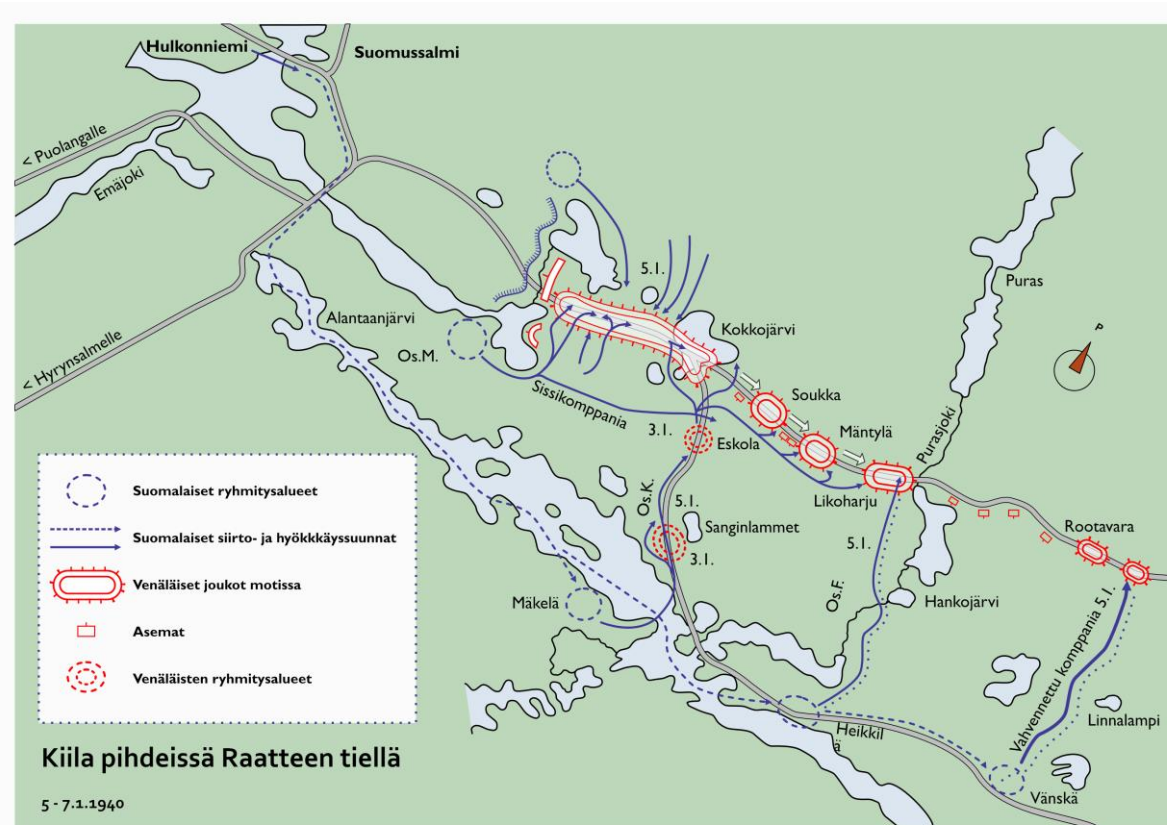 Hulkonniemi
Suomussalmi
< Puolangalle
Emäjoki
< Hyrynsalmelle
Alantaanjärvi
Os.M.
Sissikomppania
5.1.
Kokkojärvi
Puras
P
Soukka
Mäntylä
Purasjoki
3.1.
Eskola
Likoharju
Os.K.
5.1.
Sanginlammet
3.1.
5.1.
Rootavara
Mäkelä
Os.F.
Hankojärvi
Vahvennettu komppania 5.1.
Linnalampi
Heikkil
ä
Vänskä
Suomalaiset ryhmitysalueet
Suomalaiset siirto- ja hyökkkäyssuunnat
Venäläiset joukot motissa
Asemat
Venäläisten ryhmitysalueet
Kiila pihdeissä Raatteen tiellä
5 - 7.1.1940